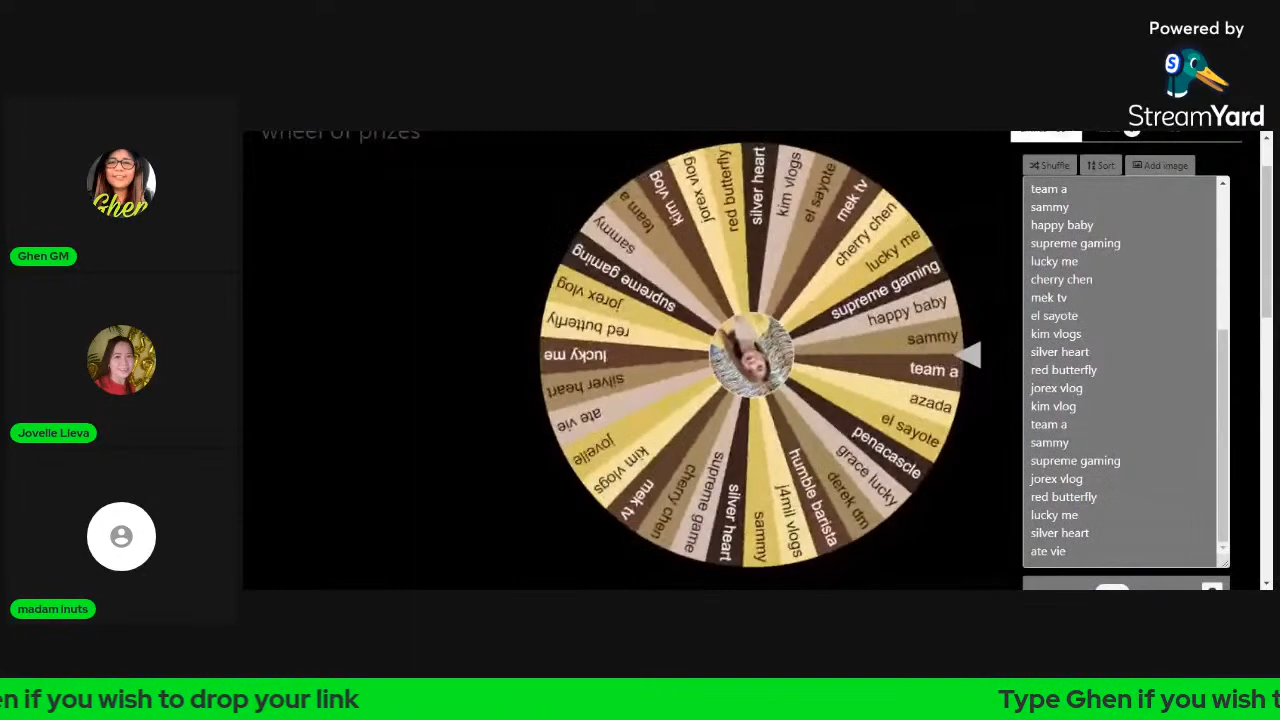 Powered by
StreamYard
wheel of prizes
Ghen
Ghen GM
Jovelle Lleva
madam inuts
silver heart
kim vlogs
el sayote
mek tv
cherry chen
lucky me
supreme gaming
happy baby
sammy
team a
azada
el sayote
penacascle
grace lucky
derek dm
humble barista
j4mil vlogs
sammy
silver heart
supreme game
cherry chen
mek tv
kim vlogs
jovelle
ate vie
silver heart
lucky me
red butterfly
jorex vlog
supreme gaming
sammy
team a
kim vlog
jorex vlog
red butterfly
Shuffle Sort Add image
team a
sammy
happy baby
supreme gaming
lucky me
cherry chen
mek tv
el sayote
kim vlogs
silver heart
red butterfly
jorex vlog
kim vlog
team a
sammy
supreme gaming
jorex vlog
red butterfly
lucky me
silver heart
ate vie
en if you wish to drop your link
Type Ghen if you wish t